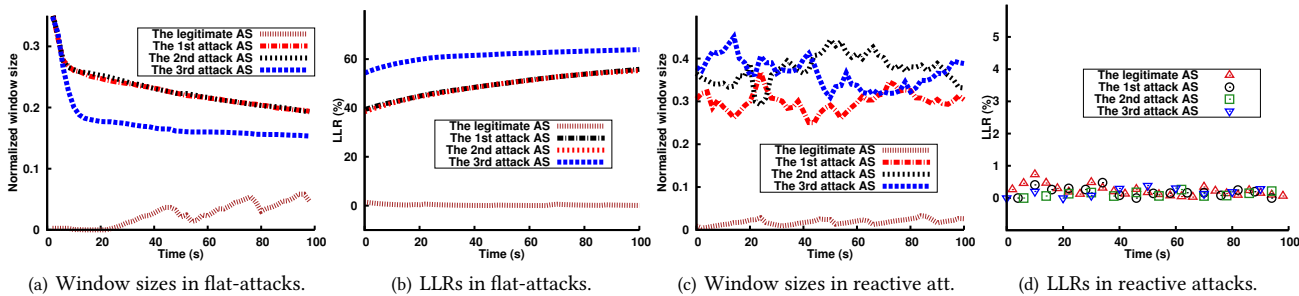 Normalized window size
0.3
0.2
0.1
0
0 20 40 60 80 100
Time (s)
The legitimate AS
The 1st attack AS
The 2nd attack AS
The 3rd attack AS
(a) Window sizes in flat-attacks.
LLR (%)
80
60
40
20
0
0 20 40 60 80 100
Time (s)
The legitimate AS
The 1st attack AS
The 2nd attack AS
The 3rd attack AS
(b) LLRs in flat-attacks.
Normalized window size
0.5
0.4
0.3
0.2
0.1
0
0 20 40 60 80 100
Time (s)
The legitimate AS
The 1st attack AS
The 2nd attack AS
The 3rd attack AS
(c) Window sizes in reactive att.
LLR (%)
5
4
3
2
1
0
0 20 40 60 80 100
Time (s)
The legitimate AS
The 1st attack AS
The 2nd attack AS
The 3rd attack AS
(d) LLRs in reactive attacks.